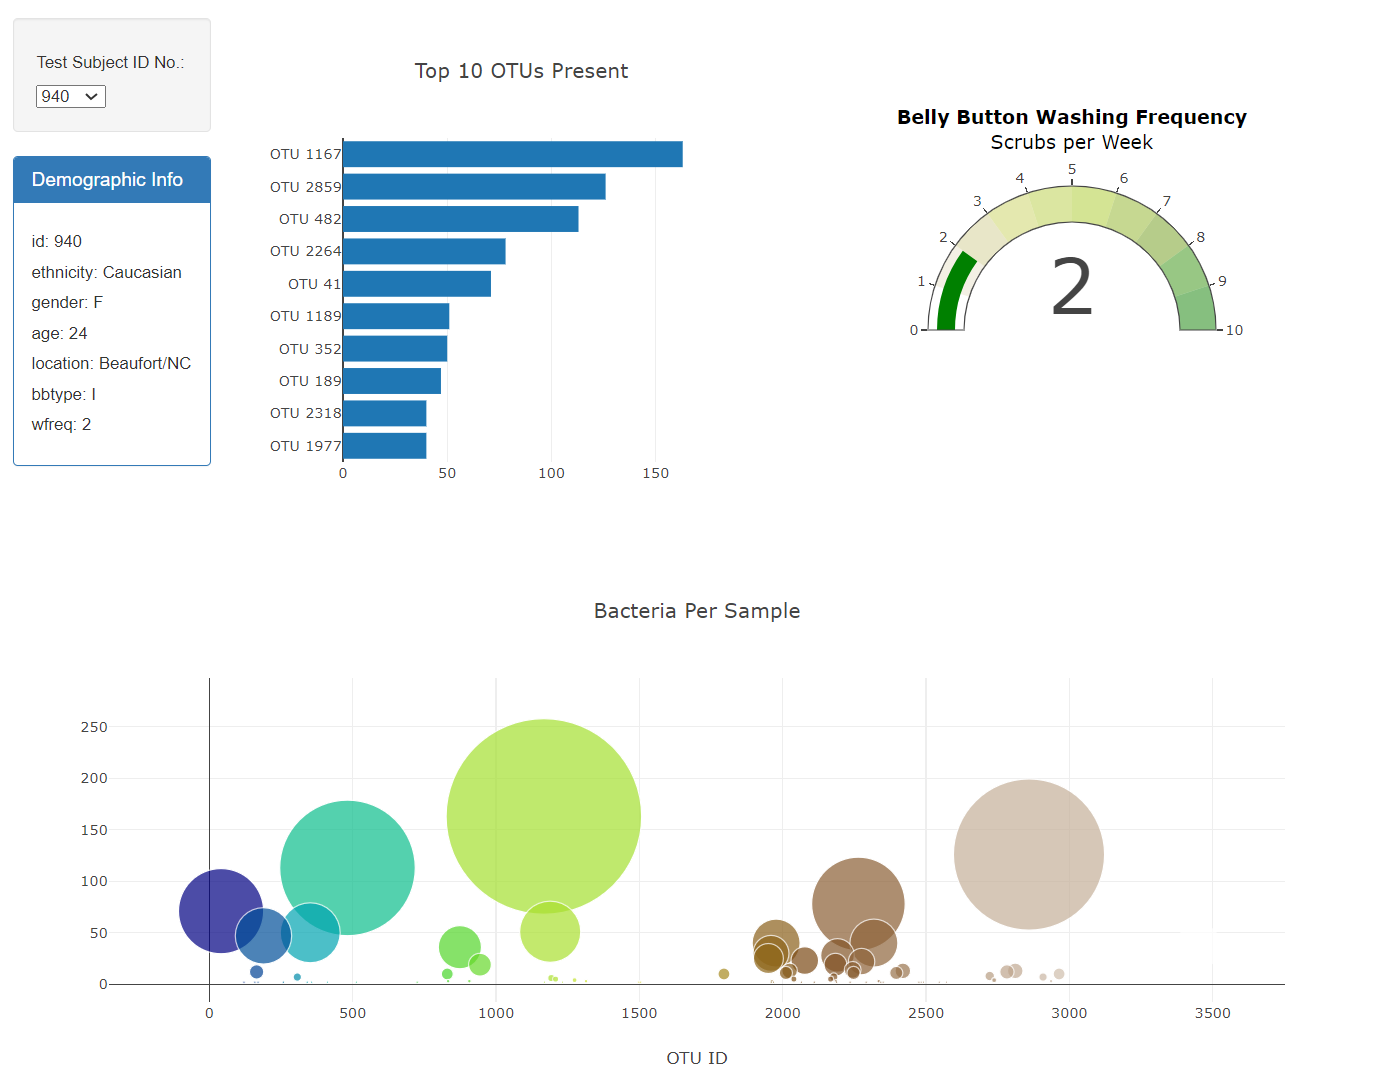 Test Subject ID No.:
940
Demographic Info
id: 940
ethnicity: Caucasian
gender: F
age: 24
location: Beaufort/NC
bbtype: I
wfreq: 2
Top 10 OTUs Present
OTU 1167
OTU 2859
OTU 482
OTU 2264
OTU 41
OTU 1189
OTU 352
OTU 189
OTU 2318
OTU 1977
0 50 100 150
Belly Button Washing Frequency
Scrubs per Week
0
1
2
3
4
5
6
7
8
9
10
2
Bacteria Per Sample
250
200
150
100
50
0
0 500 1000 1500 2000 2500 3000 3500
OTU ID